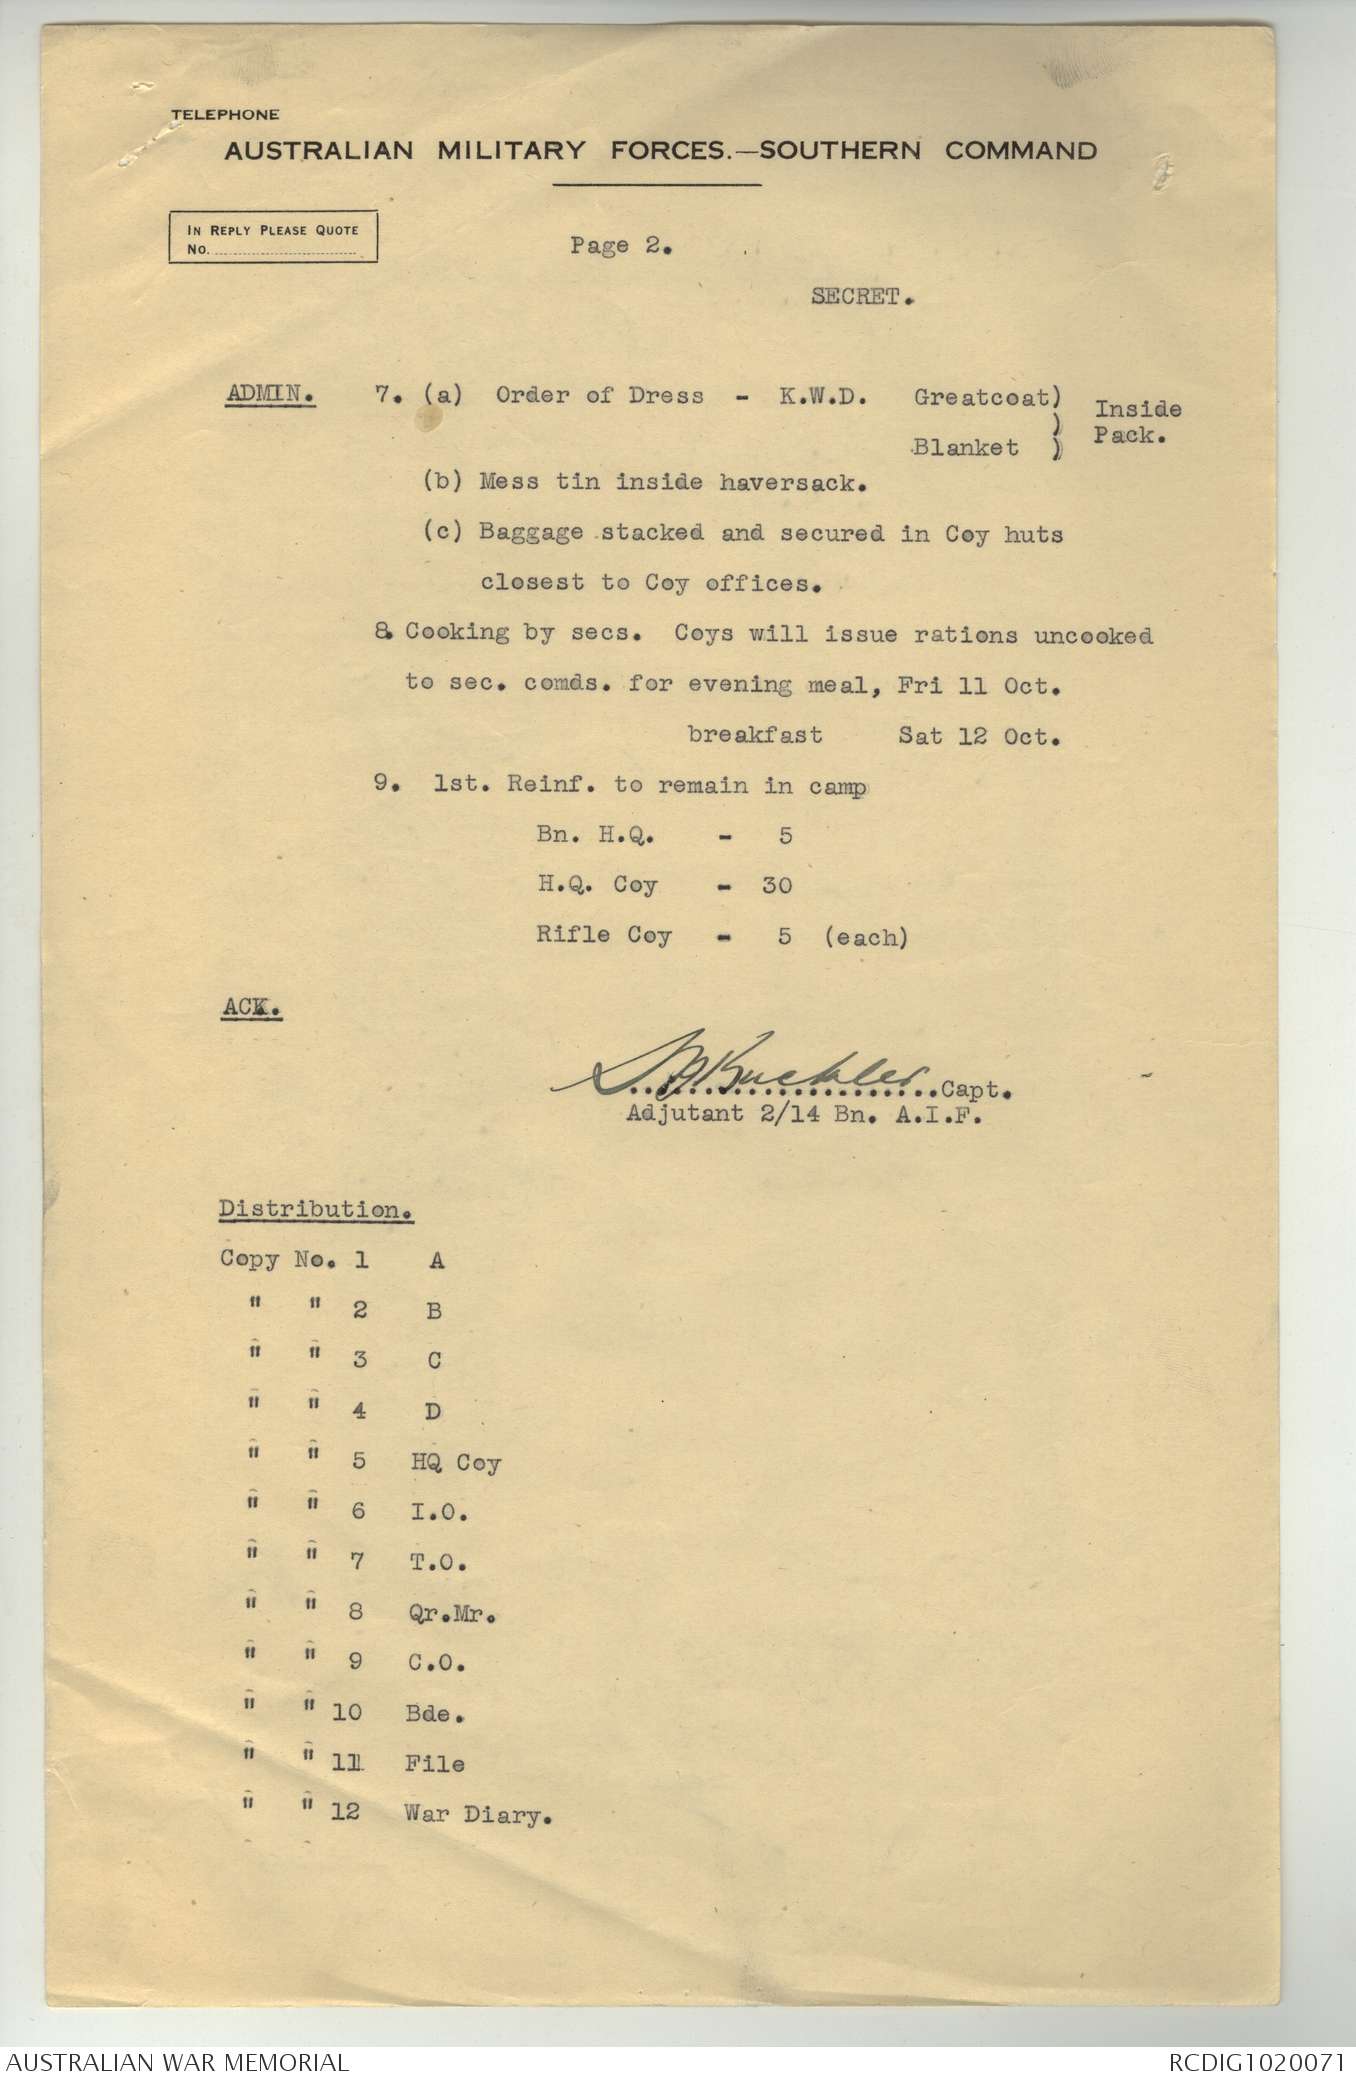 TELEPHONE
AUSTRALIAN MILITARY FORCES.—SOUTHERN COMMAND
IN REPLY PLEASE QUOTE
No.
Page 2.
SECRET.
ADMIN. 7. (a) Order of Dress - K.W.D. Greatcoat) Inside
) Pack.
Blanket )
(b) Mess tin inside haversack.
(c) Baggage stacked and secured in Coy huts
closest to Coy offices.
8. Cooking by secs. Coys will issue rations uncooked
to sec. comds. for evening meal, Fri 11 Oct.
breakfast Sat 12 Oct.
9. 1st. Reinf. to remain in camp
Bn. H.Q. - 5
H.Q. Coy - 30
Rifle Coy - 5 (each)
ACK.
Buckler
.....................Capt.
Adjutant 2/14 Bn. A.I.F.
Distribution.
Copy No. 1 A
" " 2 B
" " 3 C
" " 4 D
" " 5 HQ Coy
" " 6 I.O.
" " 7 T.O.
" " 8 Qr.Mr.
" " 9 C.O.
" " 10 Bde.
" " 11 File
" " 12 War Diary.
AUSTRALIAN WAR MEMORIAL
RCDIG1020071